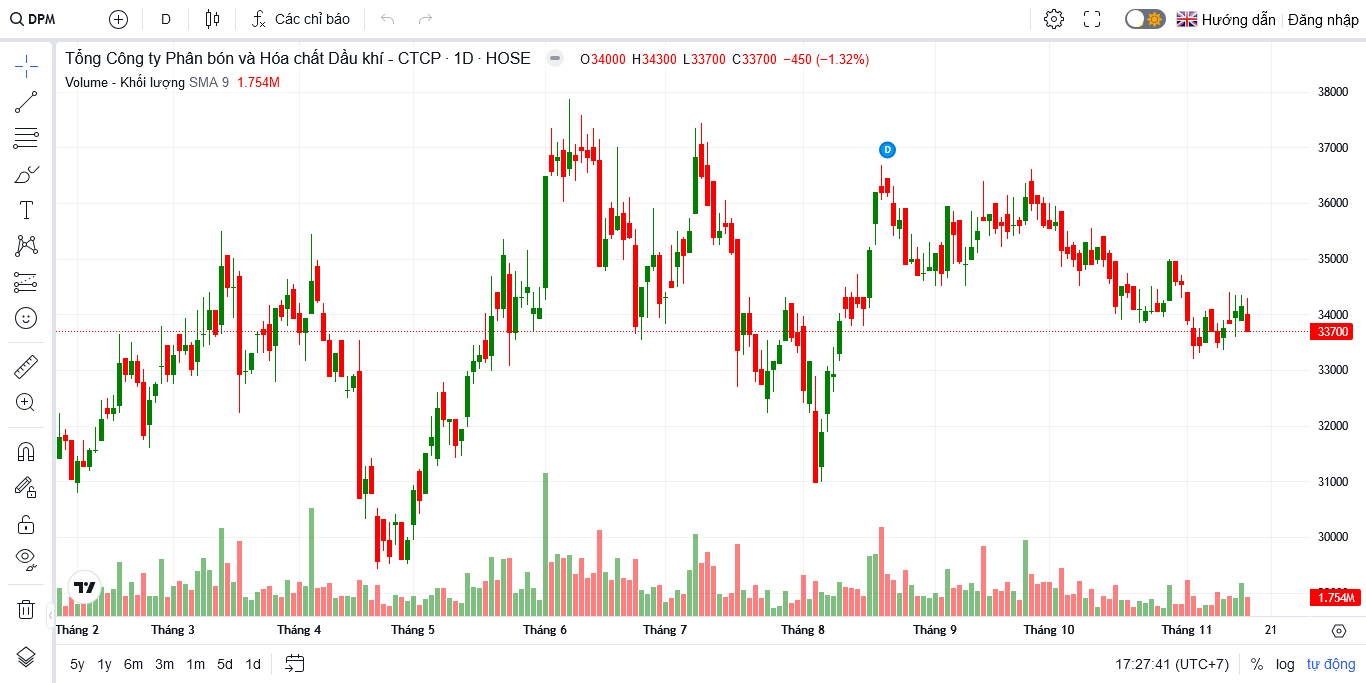 DPM D Các chỉ báo Hướng dẫn Đăng nhập
Tổng Công ty Phân bón và Hóa chất Dầu khí - CTCP · 1D · HOSE O34000 H34300 L33700 C33700 −450 (−1.32%)
Volume - Khối lượng SMA 9 1.754M
D
38000
37000
36000
35000
34000
33700
33000
32000
31000
30000
1.754M
Tháng 2 Tháng 3 Tháng 4 Tháng 5 Tháng 6 Tháng 7 Tháng 8 Tháng 9 Tháng 10 Tháng 11 21
5y 1y 6m 3m 1m 5d 1d 17:27:41 (UTC+7) % log tự động